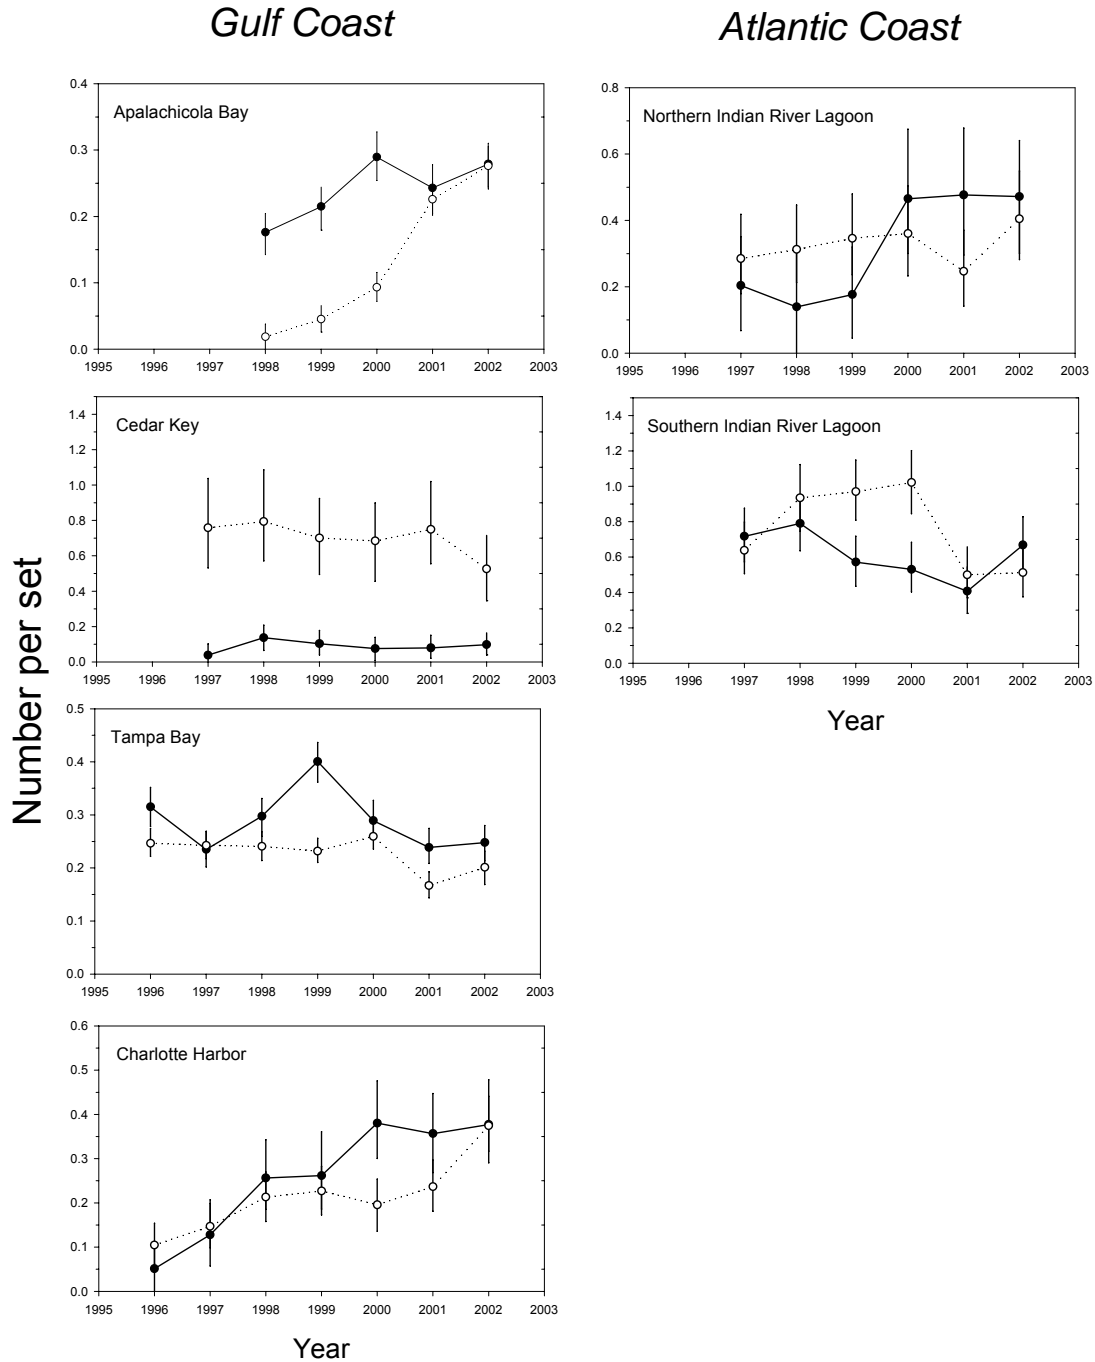 Gulf Coast
Atlantic Coast
Number per set
Apalachicola Bay
0.4
0.3
0.2
0.1
0.0
1995 1996 1997 1998 1999 2000 2001 2002 2003
Cedar Key
1.4
1.2
1.0
0.8
0.6
0.4
0.2
0.0
1995 1996 1997 1998 1999 2000 2001 2002 2003
Tampa Bay
0.5
0.4
0.3
0.2
0.1
0.0
1995 1996 1997 1998 1999 2000 2001 2002 2003
Charlotte Harbor
0.6
0.5
0.4
0.3
0.2
0.1
0.0
1995 1996 1997 1998 1999 2000 2001 2002 2003
Year
Northern Indian River Lagoon
0.8
0.6
0.4
0.2
0.0
1995 1996 1997 1998 1999 2000 2001 2002 2003
Southern Indian River Lagoon
1.4
1.2
1.0
0.8
0.6
0.4
0.2
0.0
1995 1996 1997 1998 1999 2000 2001 2002 2003
Year